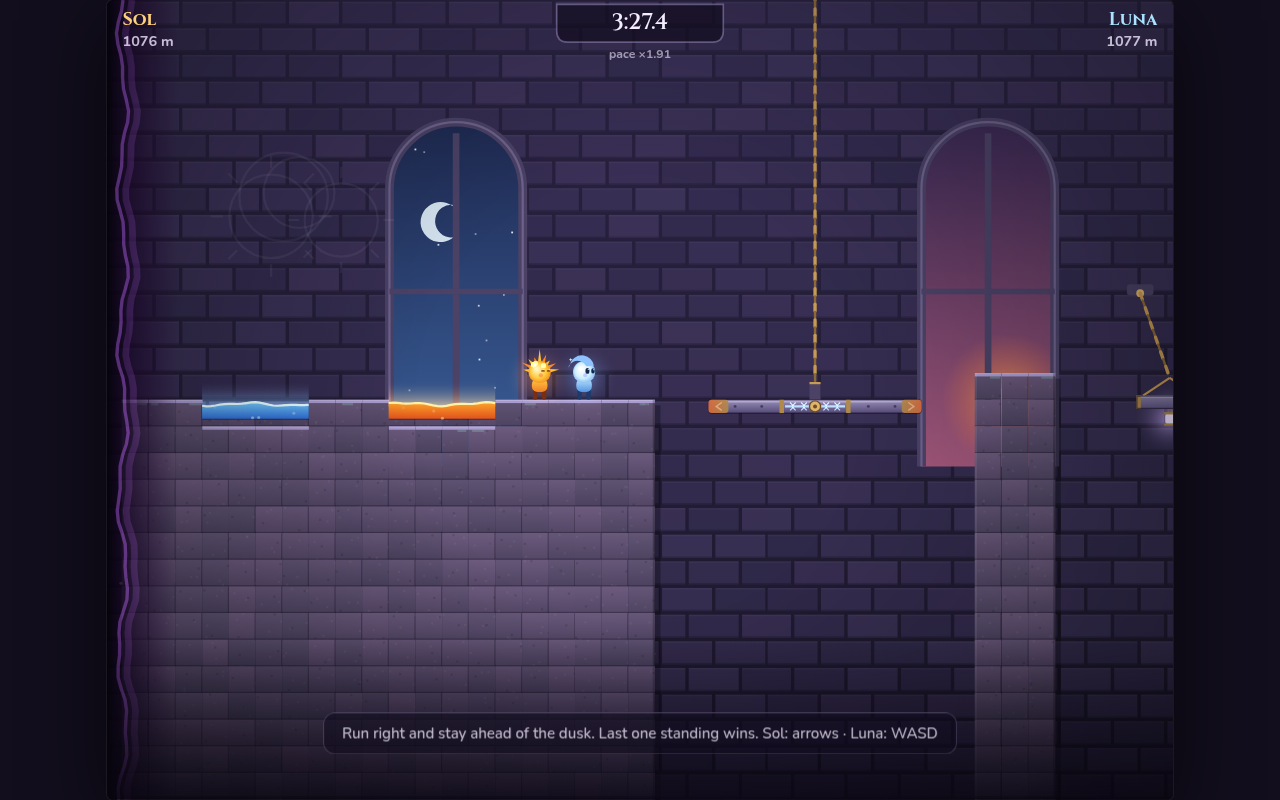 SOL
1076 m
3:27.4
pace ×1.91
LUNA
1077 m
Run right and stay ahead of the dusk. Last one standing wins. Sol: arrows · Luna: WASD